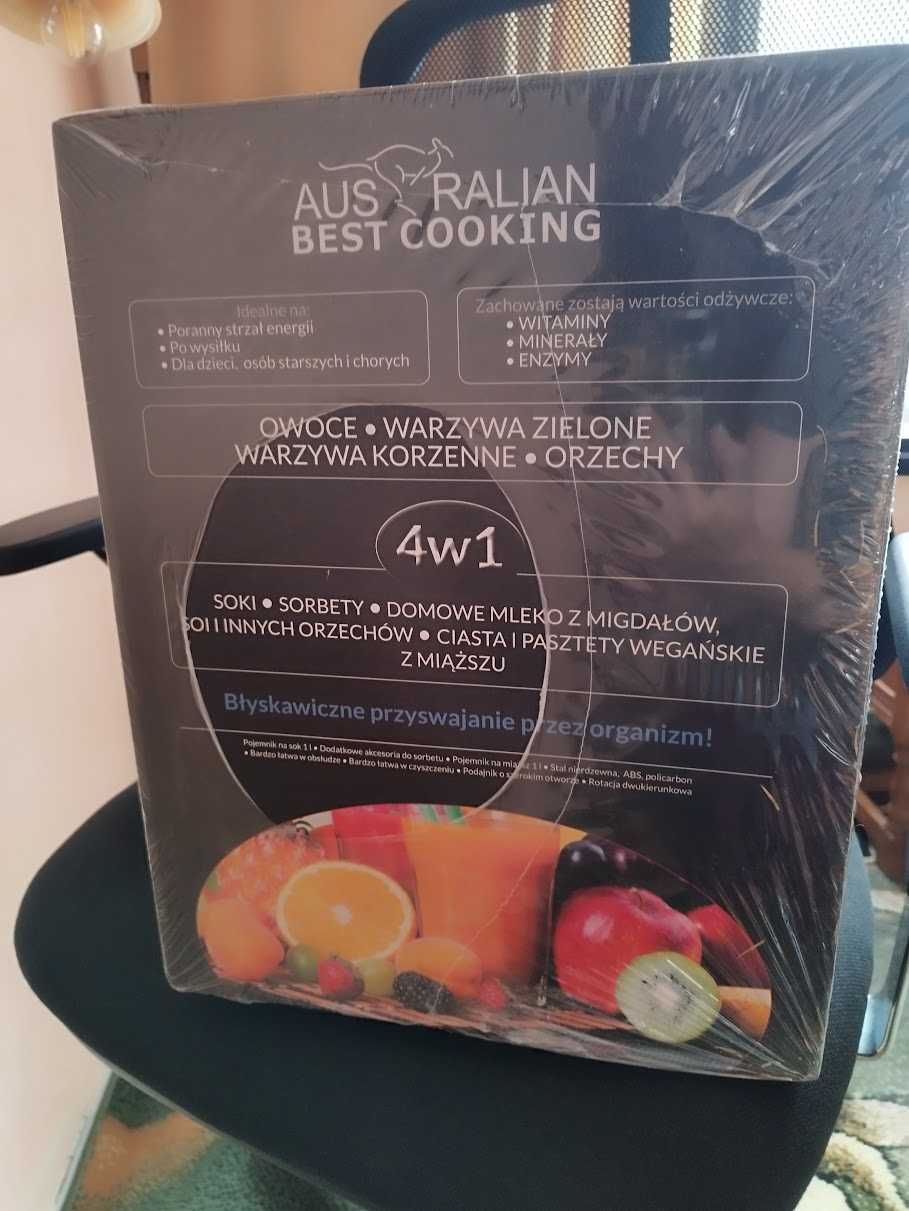 AUSTRALIAN
BEST COOKING
Idealne na:
• Poranny strzał energii
• Po wysiłku
• Dla dzieci, osób starszych i chorych
Zachowane zostają wartości odżywcze:
• WITAMINY
• MINERAŁY
• ENZYMY
OWOCE • WARZYWA ZIELONE
WARZYWA KORZENNE • ORZECHY
4w1
SOKI • SORBETY • DOMOWE MLEKO Z MIGDAŁÓW,
SOI I INNYCH ORZECHÓW • CIASTA I PASZTETY WEGAŃSKIE
Z MIĄŻSZU
Błyskawiczne przyswajanie przez organizm!
Pojemnik na sok 1 l • Dodatkowe akcesoria do sorbetu • Pojemnik na miąższ 1 l • Stal nierdzewna, ABS, policarbon
• Bardzo łatwa w obsłudze • Bardzo łatwa w czyszczeniu • Podajnik o szerokim otworze • Rotacja dwukierunkowa